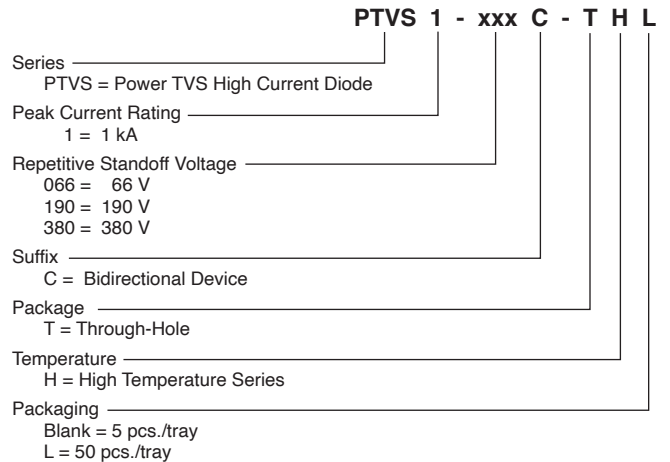 PTVS 1 - xxx C - T H L
Series
PTVS = Power TVS High Current Diode
Peak Current Rating
1 = 1 kA
Repetitive Standoff Voltage
066 = 66 V
190 = 190 V
380 = 380 V
Suffix
C = Bidirectional Device
Package
T = Through-Hole
Temperature
H = High Temperature Series
Packaging
Blank = 5 pcs./tray
L = 50 pcs./tray